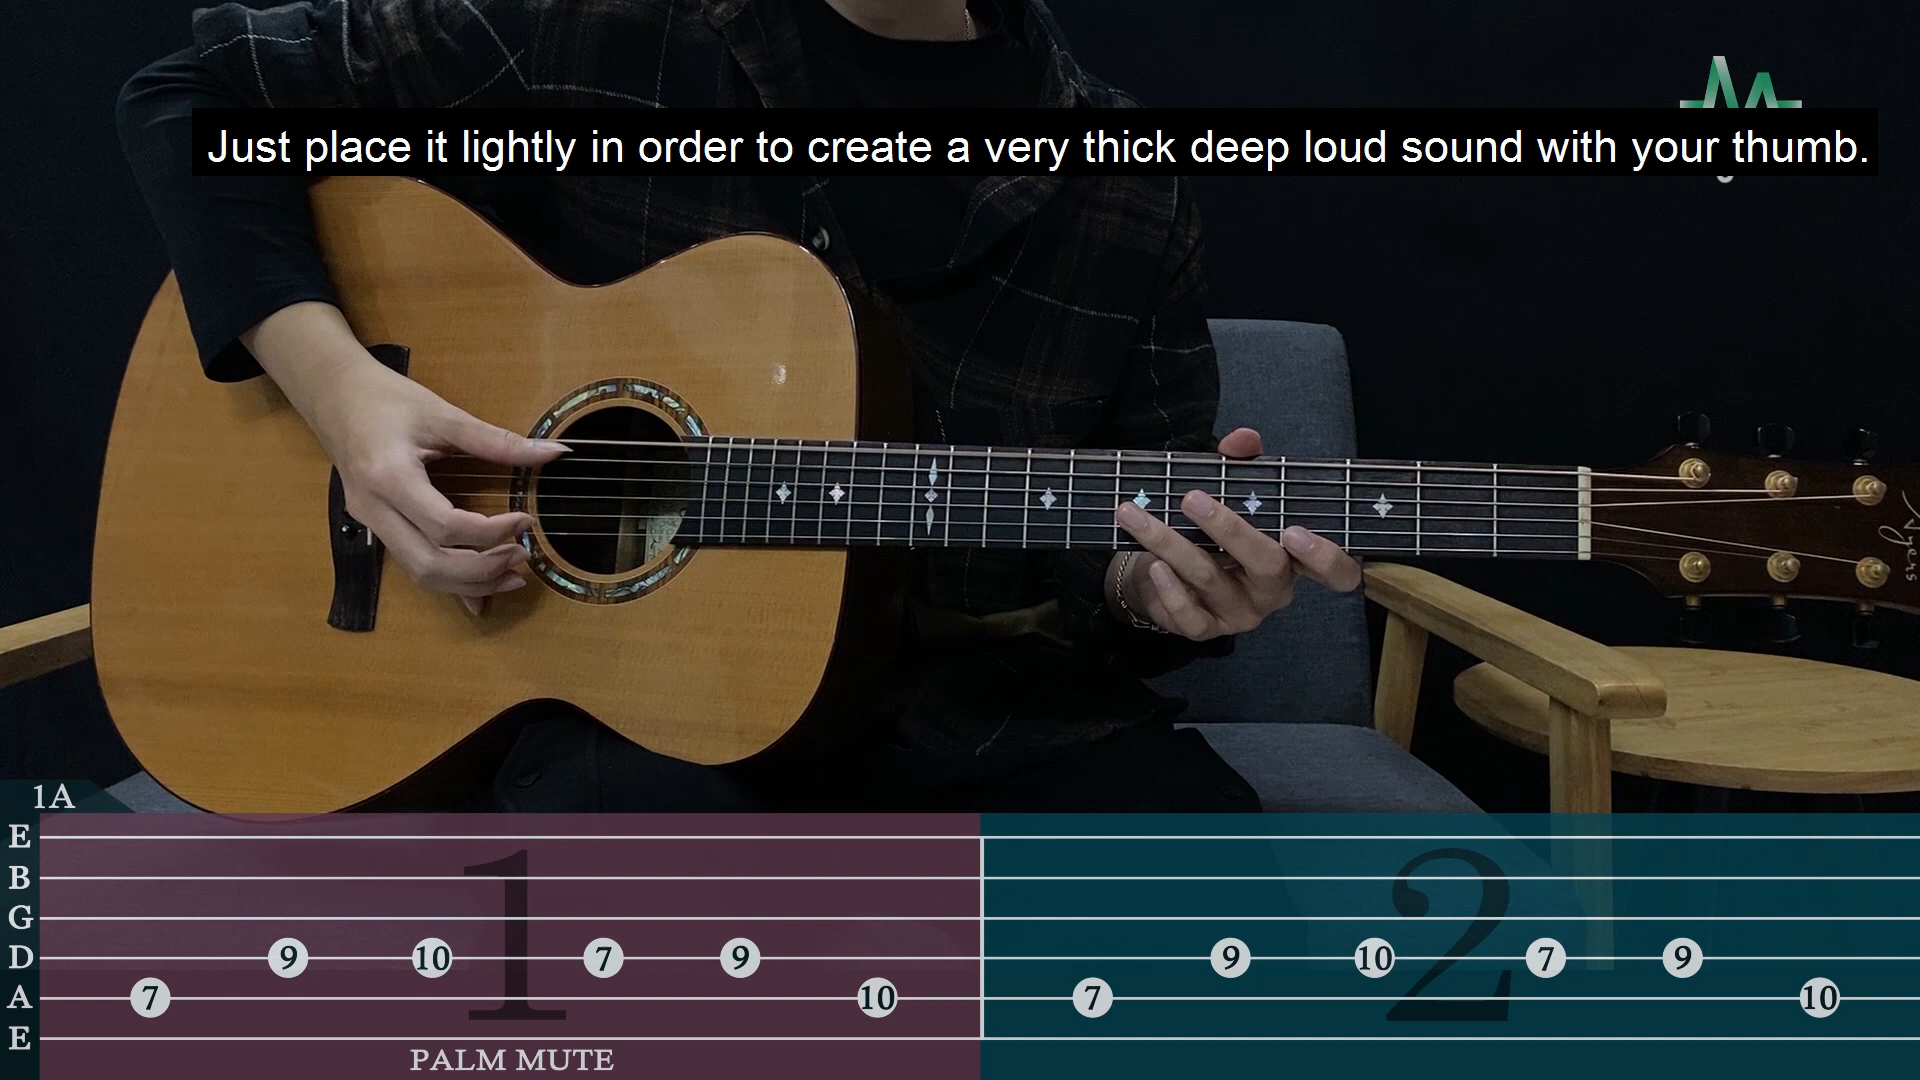 Just place it lightly in order to create a very thick deep loud sound with your thumb.
Ayers
1A
E
B
G
D 9 10 7 9 9 10 7 9
A 7 10 7 10
E
1 2
PALM MUTE